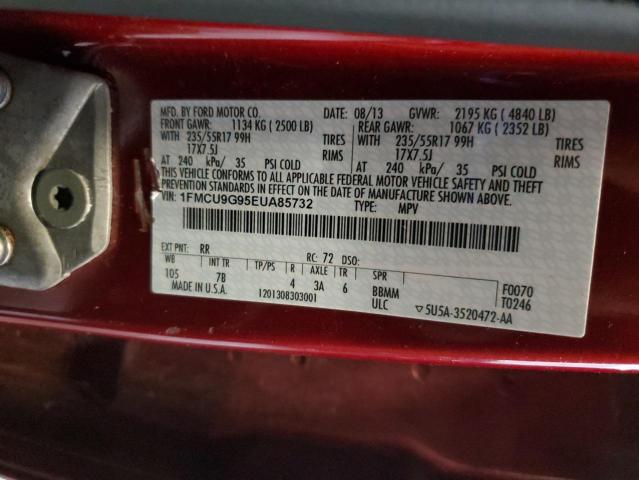 MFD. BY FORD MOTOR CO. 08/13 GVWR: 2195 KG ( 4840 LB)
FRONT GAWR: 1134 KG ( 2500 LB) REAR GAWR: 1067 KG ( 2352 LB)
WITH 235/55R17 99H TIRES WITH 235/55R17 99H TIRES
17X7.5J RIMS 17X7.5J RIMS
AT 240 kPa/ 35 PSI COLD AT 240 kPa/ 35 PSI COLD
THIS VEHICLE CONFORMS TO ALL APPLICABLE FEDERAL MOTOR VEHICLE SAFETY AND THEFT
PREVENTION STANDARDS IN EFFECT ON THE DATE OF MANUFACTURE SHOWN ABOVE.
VIN: 1FMCU9G95EUA85732 TYPE: MPV
EXT PNT: RR RC: 72 DSO:
WB INT TR TP/PS R AXLE TR SPR
105 7B 4 3A 6 BBMM F0070
MADE IN U.S.A. 1201308303001 ULC T0246
5U5A-3520472-AA